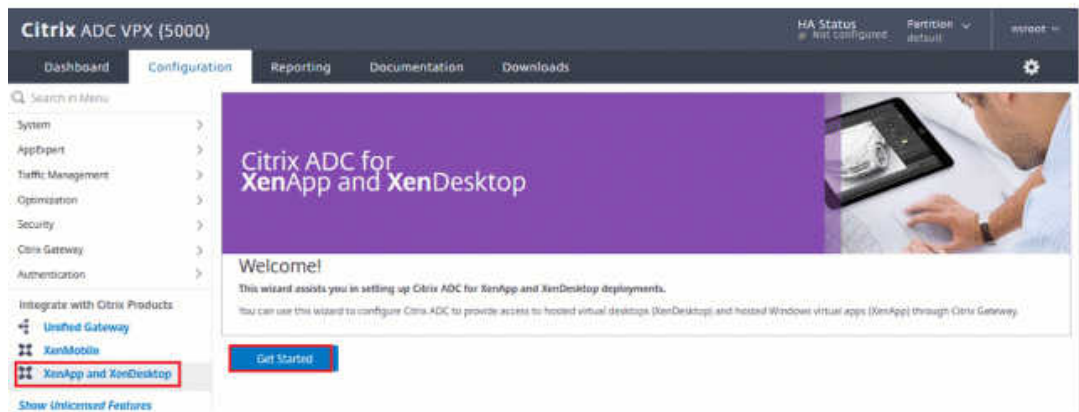 Citrix ADC VPX (5000)
HA Status
Not configured
Partition
default
nsroot
Dashboard
Configuration
Reporting
Documentation
Downloads
Search in Menu
System
AppExpert
Traffic Management
Optimization
Security
Citrix Gateway
Authentication
Integrate with Citrix Products
Unified Gateway
XenMobile
XenApp and XenDesktop
Show Unlicensed Features
Citrix ADC for
XenApp and XenDesktop
Welcome!
This wizard assists you in setting up Citrix ADC for XenApp and XenDesktop deployments.
You can use this wizard to configure Citrix ADC to provide access to hosted virtual desktops (XenDesktop) and hosted Windows virtual apps (XenApp) through Citrix Gateway.
Get Started